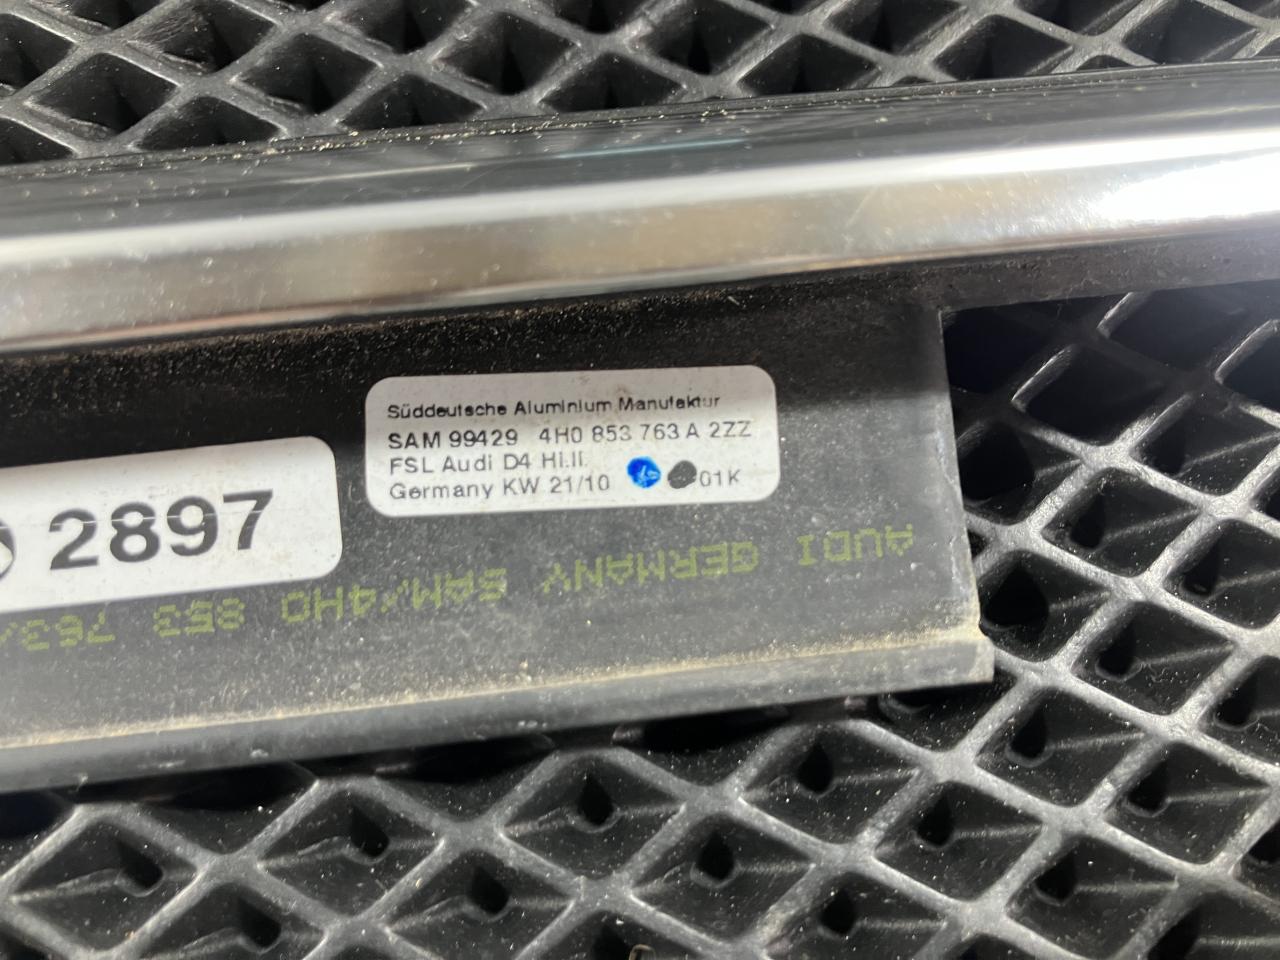 Süddeutsche Aluminium Manufaktur
SAM 99429 4H0 853 763 A 2ZZ
FSL Audi D4 Hi.li.
Germany KW 21/10 01K
2897
AUDI GERMANY SAM/4H0 853 763